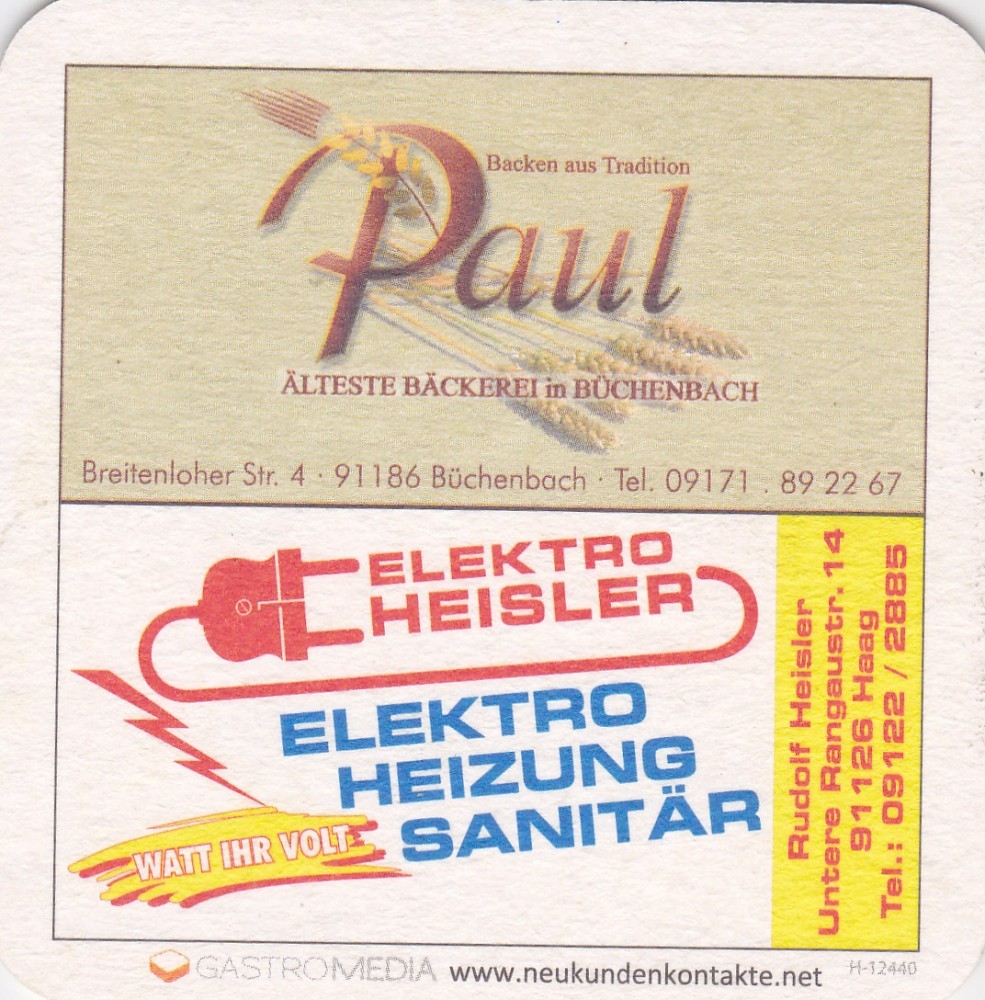 Backen aus Tradition
Paul
ÄLTESTE BÄCKEREI in BÜCHENBACH
Breitenloher Str. 4 · 91186 Büchenbach · Tel. 09171 . 89 22 67
ELEKTRO
HEISLER
ELEKTRO
HEIZUNG
SANITÄR
WATT IHR VOLT
Rudolf Heisler
Untere Rangaustr. 14
91126 Haag
Tel.: 09122 / 2885
GASTROMEDIA www.neukundenkontakte.net H-12440